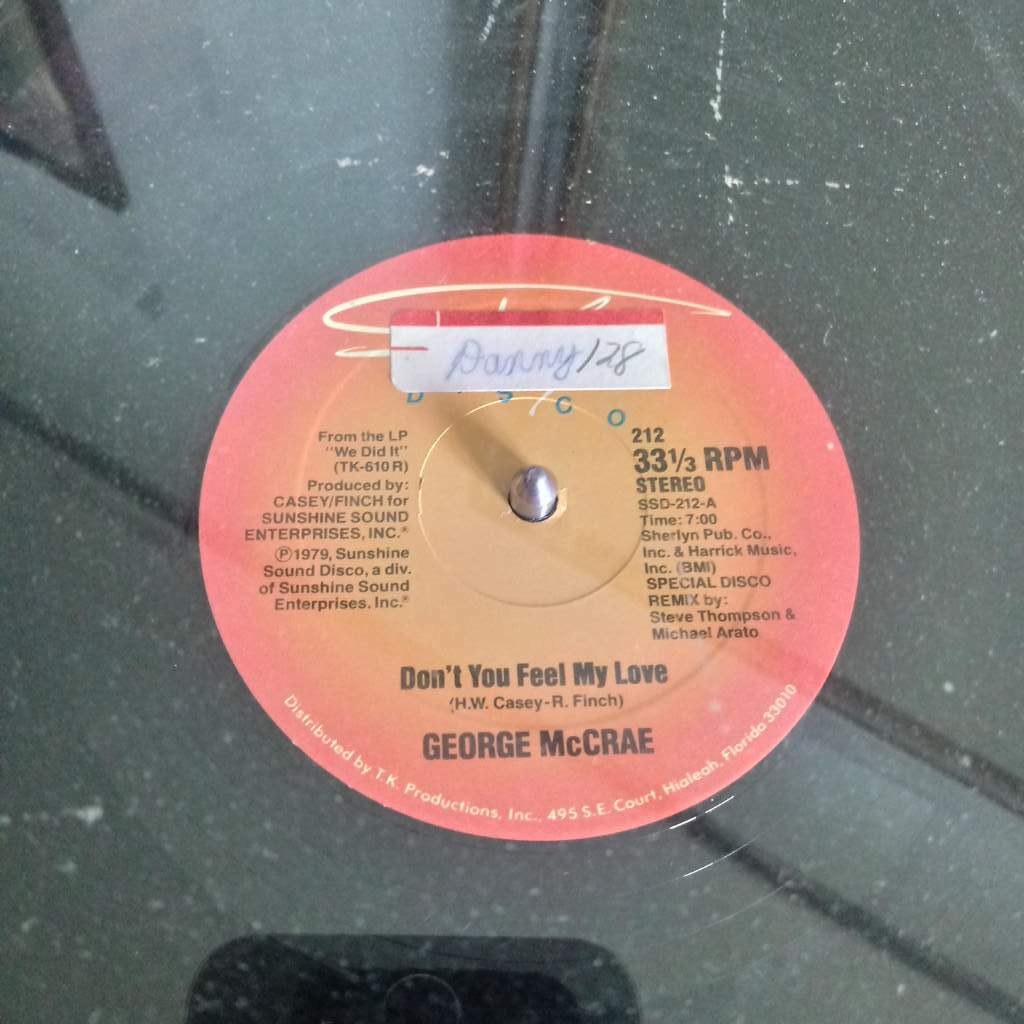 Danny/128
DISCO
From the LP
"We Did It"
(TK-610 R)
Produced by:
CASEY/FINCH for
SUNSHINE SOUND
ENTERPRISES, INC.®
Ⓟ1979, Sunshine
Sound Disco, a div.
of Sunshine Sound
Enterprises. Inc.®
212
33⅓ RPM
STEREO
SSD-212-A
Time: 7:00
Sherlyn Pub. Co.,
Inc. & Harrick Music,
Inc. (BMI)
SPECIAL DISCO
REMIX by:
Steve Thompson &
Michael Arato
Don't You Feel My Love
(H.W. Casey-R. Finch)
GEORGE McCRAE
Distributed by T.K. Productions, Inc., 495 S.E. Court, Hialeah, Florida 33010